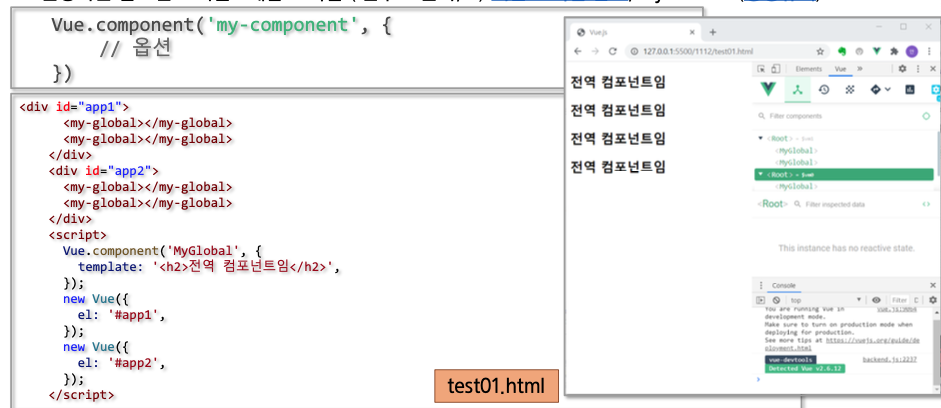 Vue.component('my-component', {
// 옵션
})
<div id="app1">
<my-global></my-global>
<my-global></my-global>
</div>
<div id="app2">
<my-global></my-global>
<my-global></my-global>
</div>
<script>
Vue.component('MyGlobal', {
template: '<h2>전역 컴포넌트임</h2>',
});
new Vue({
el: '#app1',
});
new Vue({
el: '#app2',
});
</script>
test01.html
Vue.js
127.0.0.1:5500/1112/test01.html
전역 컴포넌트임
전역 컴포넌트임
전역 컴포넌트임
전역 컴포넌트임
Elements Vue
Filter components
<Root> = $vm0
<MyGlobal>
<MyGlobal>
<Root> = $vm0
<MyGlobal>
<Root> Filter inspected data
This instance has no reactive state.
Console
top Filter
You are running Vue in vue.js:9064
development mode.
Make sure to turn on production mode when
deploying for production.
See more tips at https://vuejs.org/guide/de
ployment.html
vue-devtools backend.js:2237
Detected Vue v2.6.12